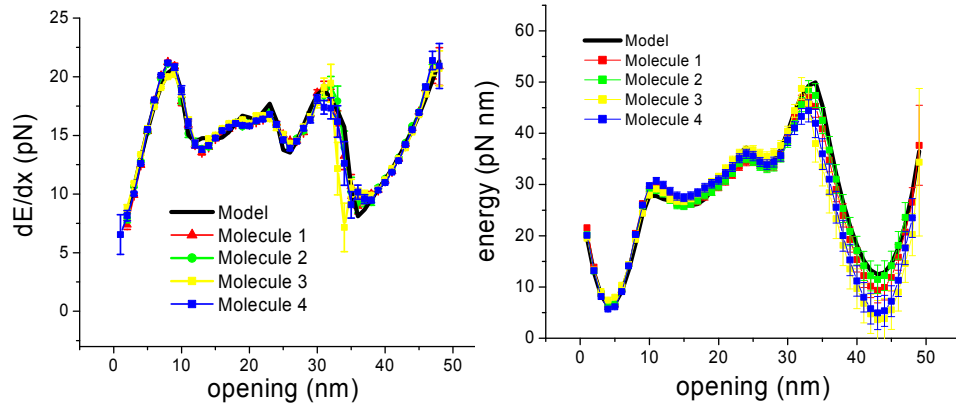 dE/dx (pN)
25
20
15
10
5
0
Model
Molecule 1
Molecule 2
Molecule 3
Molecule 4
0 10 20 30 40 50
opening (nm)
energy (pN nm)
60
50
40
30
20
10
0
Model
Molecule 1
Molecule 2
Molecule 3
Molecule 4
0 10 20 30 40 50
opening (nm)